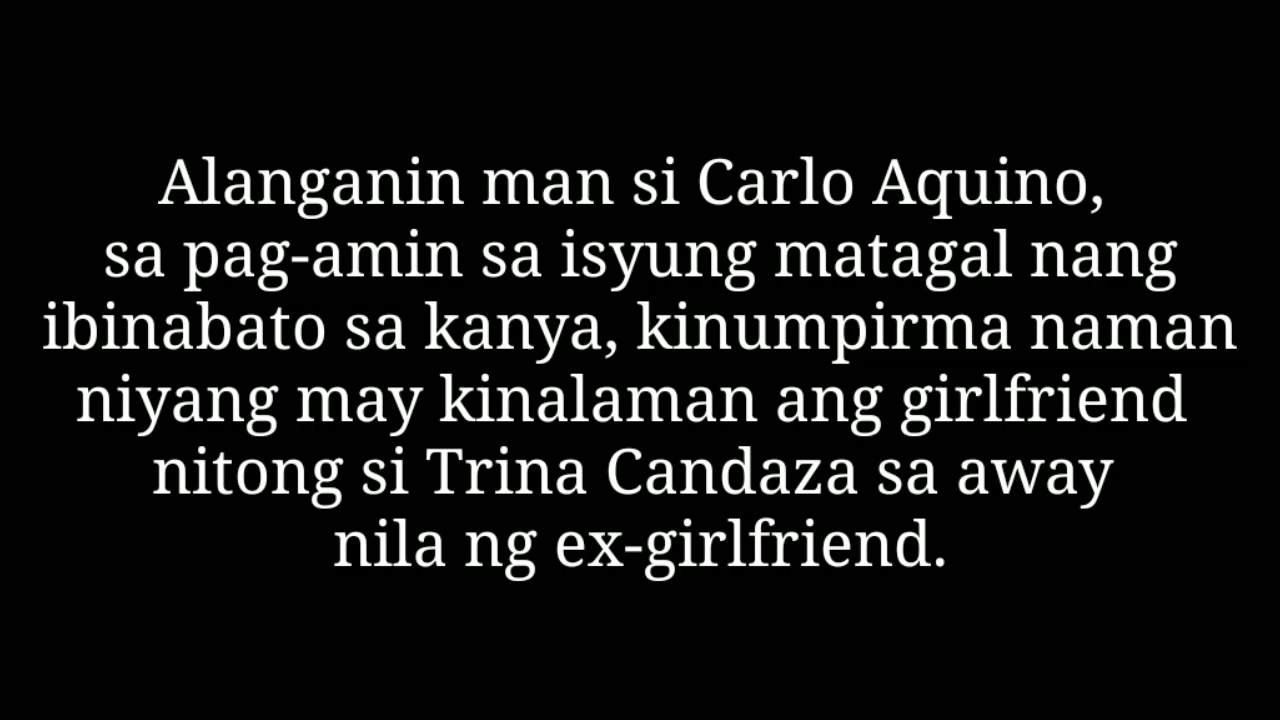 Alanganin man si Carlo Aquino,
sa pag-amin sa isyung matagal nang
ibinabato sa kanya, kinumpirma naman
niyang may kinalaman ang girlfriend
nitong si Trina Candaza sa away
nila ng ex-girlfriend.